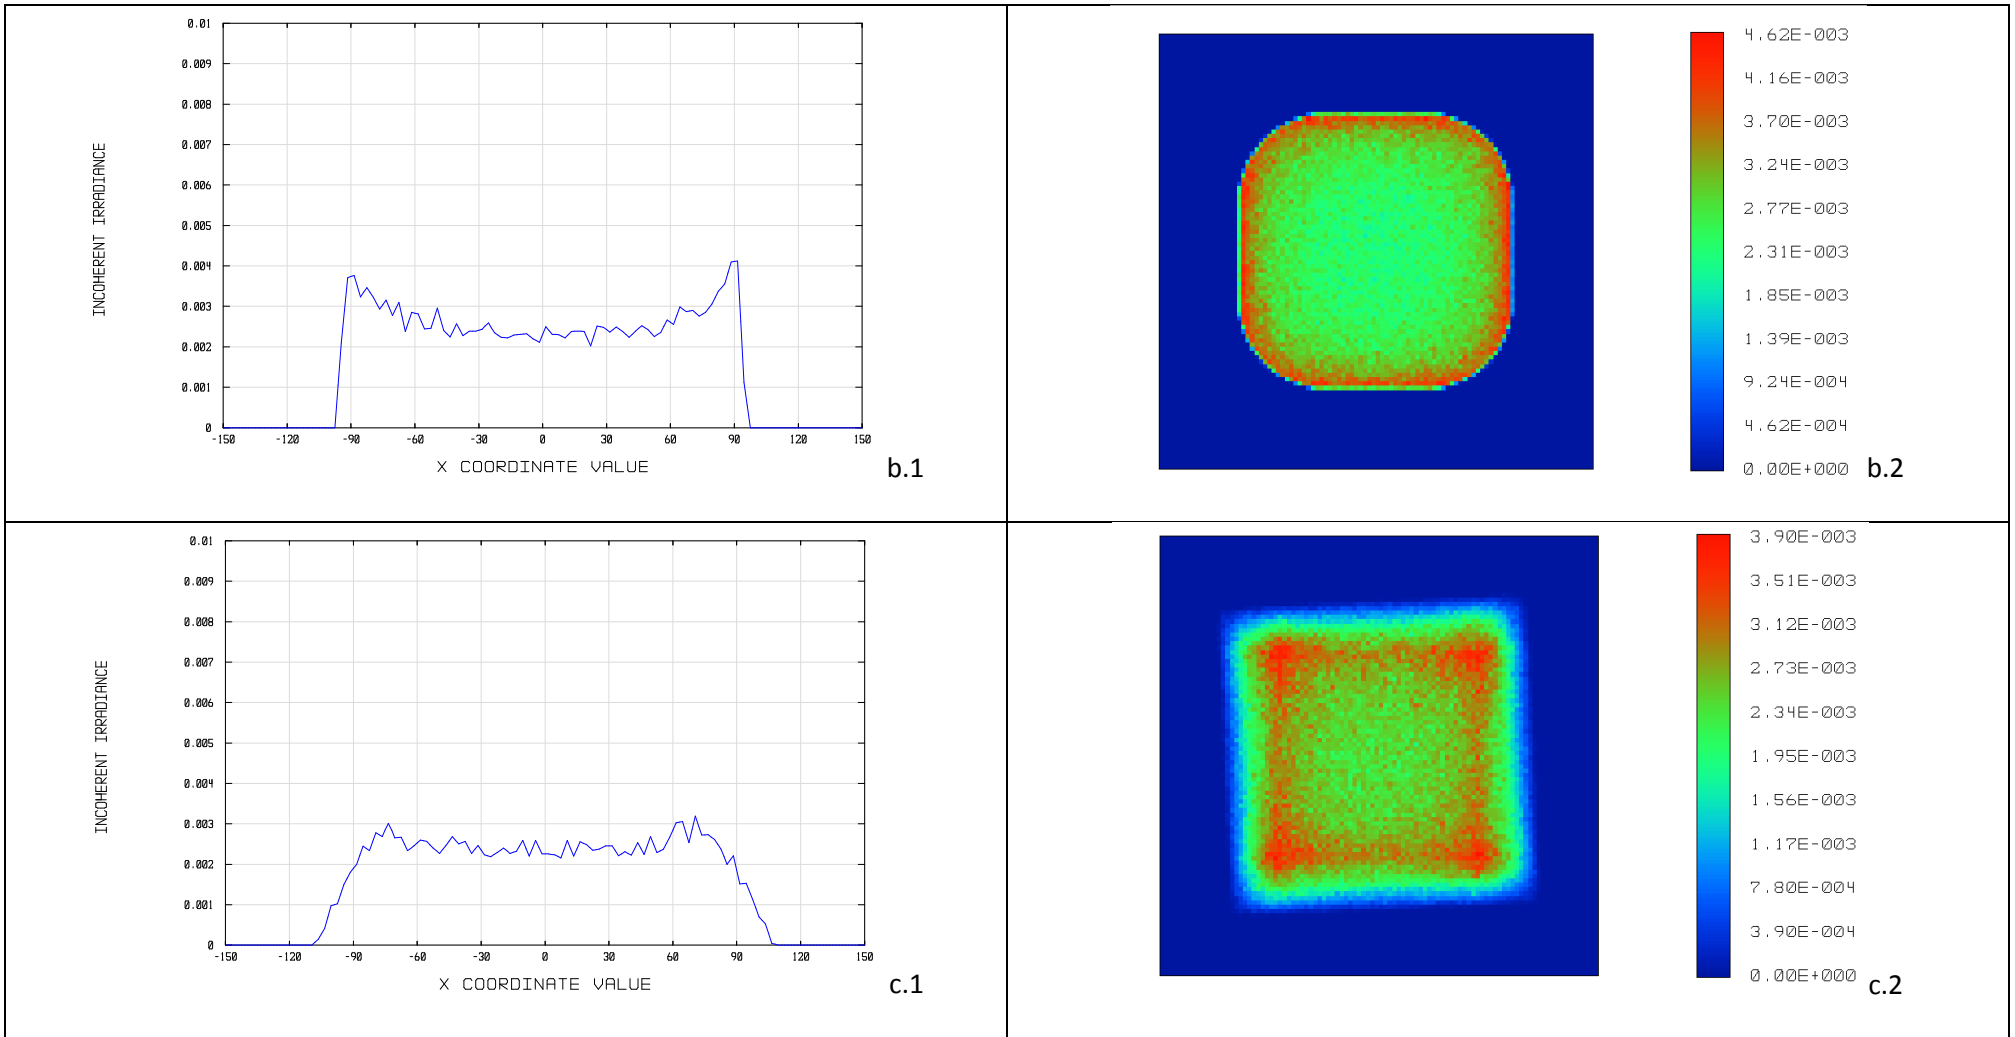 0.01
0.009
0.008
0.007
0.006
0.005
0.004
0.003
0.002
0.001
0
INCOHERENT IRRADIANCE
-150 -120 -90 -60 -30 0 30 60 90 120 150
X COORDINATE VALUE
b.1
4.62E-003
4.16E-003
3.70E-003
3.24E-003
2.77E-003
2.31E-003
1.85E-003
1.39E-003
9.24E-004
4.62E-004
0.00E+000
b.2
0.01
0.009
0.008
0.007
0.006
0.005
0.004
0.003
0.002
0.001
0
INCOHERENT IRRADIANCE
-150 -120 -90 -60 -30 0 30 60 90 120 150
X COORDINATE VALUE
c.1
3.90E-003
3.51E-003
3.12E-003
2.73E-003
2.34E-003
1.95E-003
1.56E-003
1.17E-003
7.80E-004
3.90E-004
0.00E+000
c.2